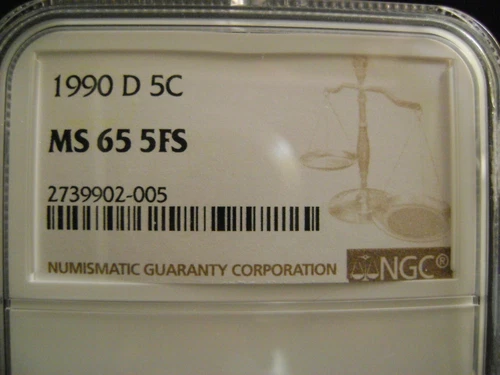 1990 D 5C
MS 65 5FS
2739902-005
NUMISMATIC GUARANTY CORPORATION NGC®